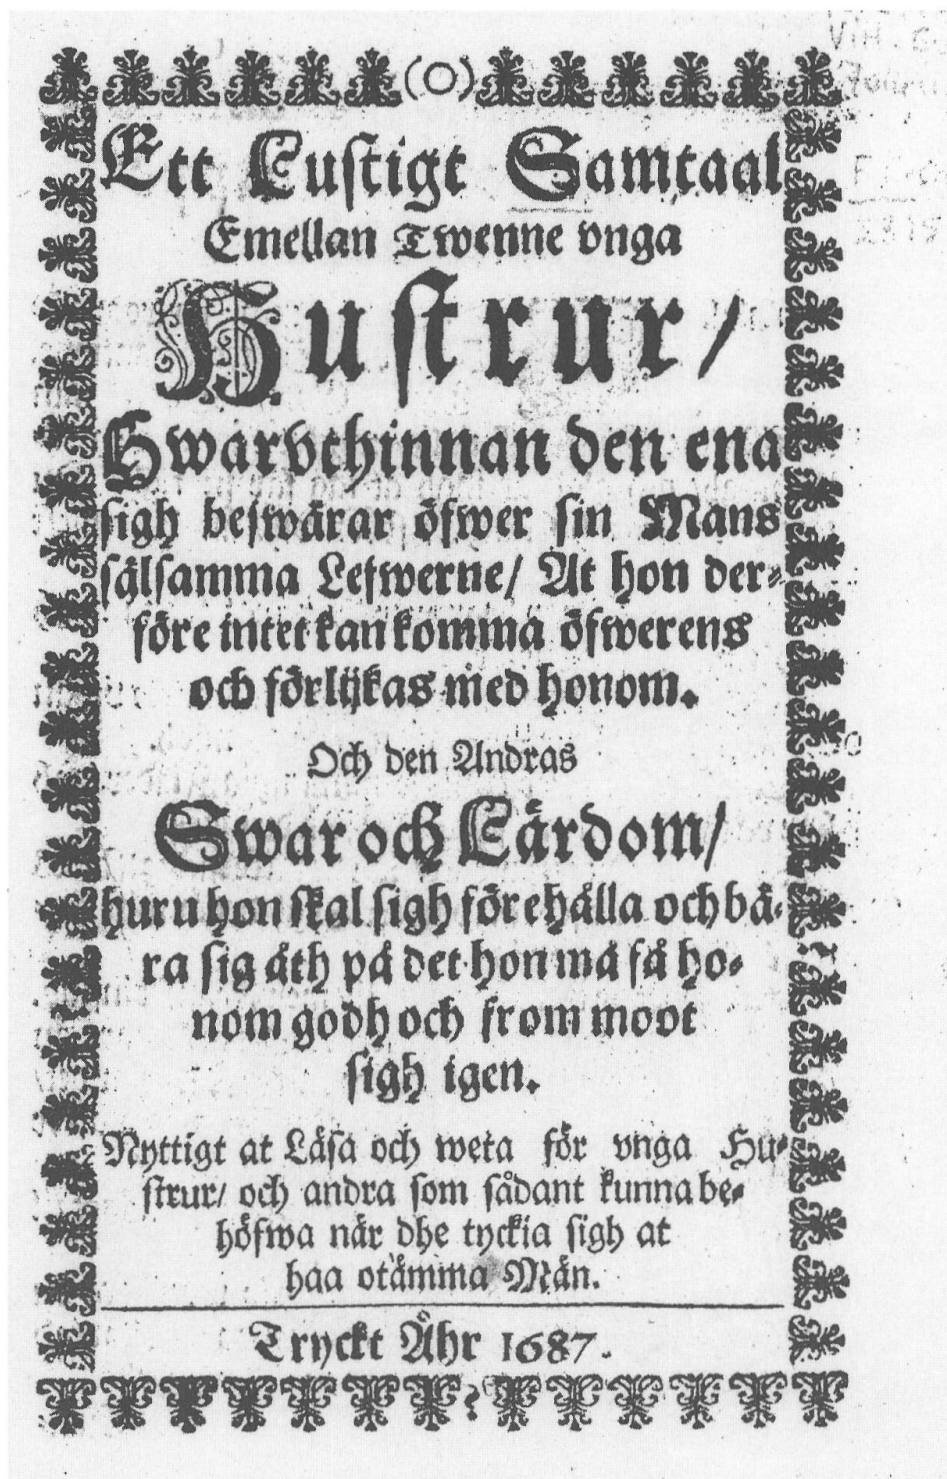 (O)
Ett Lustigt Samtaal
Emellan Twenne vnga
Hustrur/
Hwarvthinnan den ena
sigh beswärar öfwer sin Mans
sälsamma Lefwerne/ At hon der-
före intet kan komma öfwerens
och förlijkas med honom.
Och den Andras
Swar och Lärdom/
huru hon skal sigh förehålla och bä-
ra sig åth på det hon må få ho-
nom godh och from moot
sigh igen.
Nyttigt at Läsa och weta för vnga Hu-
strur/ och andra som sådant kunna be-
höfwa när dhe tyckia sigh at
haa otämma Män.
Tryckt Åhr 1687.